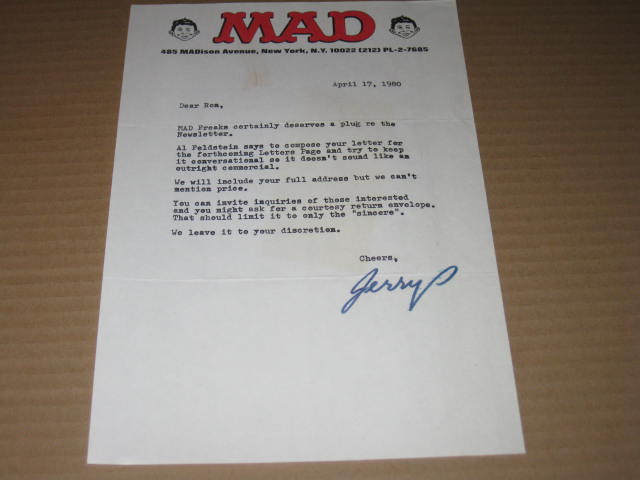 MAD
485 MADison Avenue, New York, N.Y. 10022 (212) PL-2-7685
April 17, 1980
Dear Ron,
MAD Freaks certainly deserves a plug re the
Newsletter.
Al Feldstein says to compose your letter for
the forthcoming Letters Page and try to keep
it conversational so it doesn't sound like an
outright commercial.
We will include your full address but we can't
mention price.
You can invite inquiries of those interested
and you might ask for a courtesy return envelope.
That should limit it to only the "sincere".
We leave it to your discretion.
Cheers,
Jerry